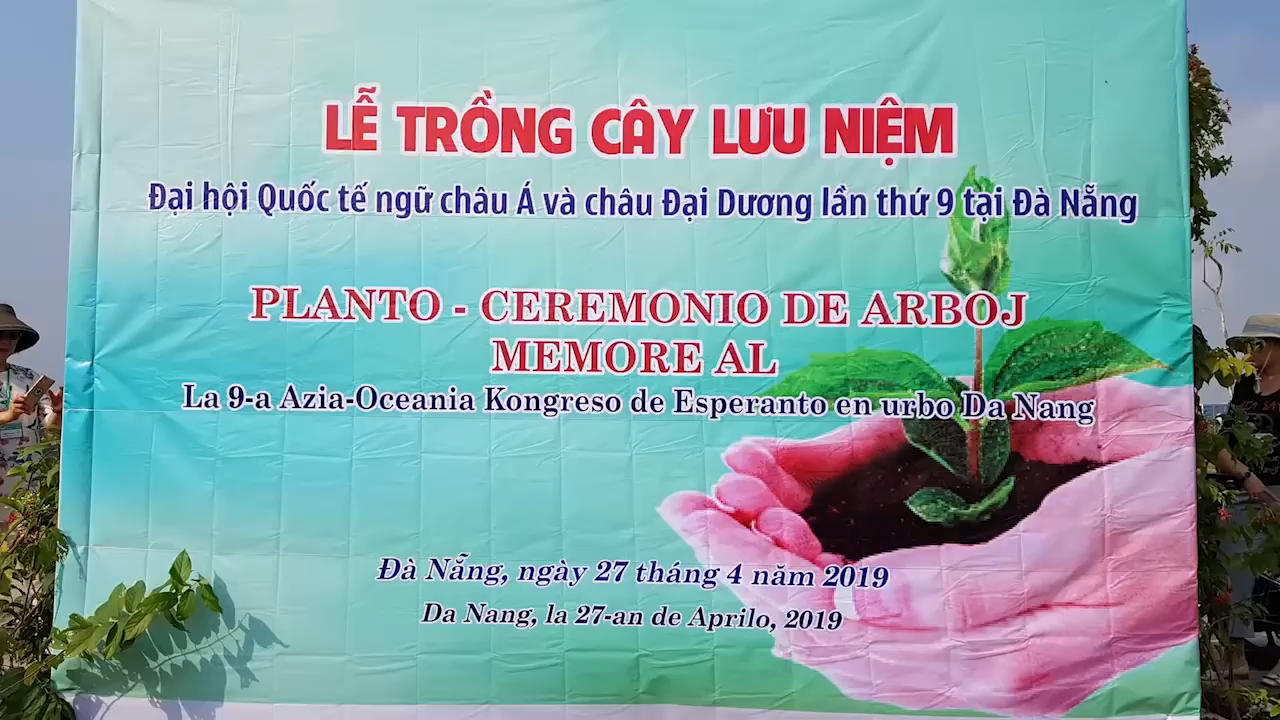 LỄ TRỒNG CÂY LƯU NIỆM
Đại hội Quốc tế ngữ châu Á và châu Đại Dương lần thứ 9 tại Đà Nẵng
PLANTO - CEREMONIO DE ARBOJ
MEMORE AL
La 9-a Azia-Oceania Kongreso de Esperanto en urbo Da Nang
Đà Nẵng, ngày 27 tháng 4 năm 2019
Da Nang, la 27-an de Aprilo, 2019